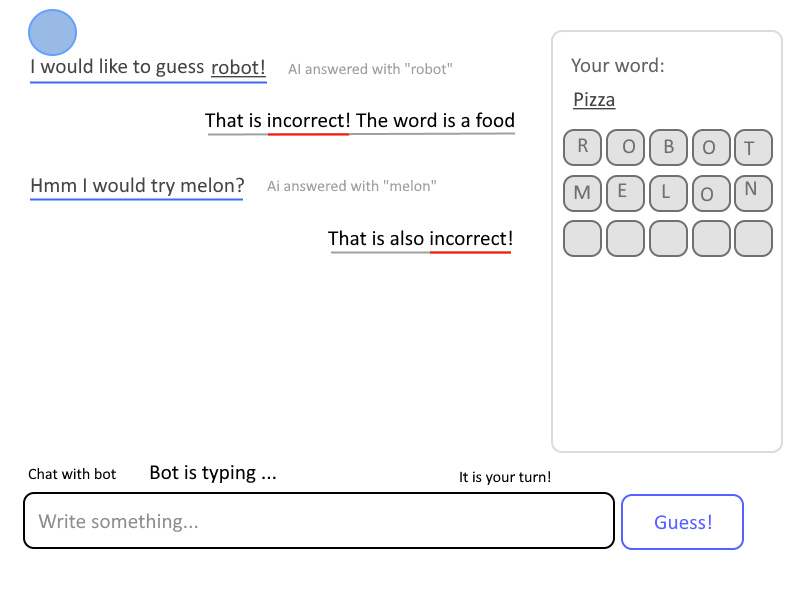 I would like to guess robot!
AI answered with "robot"
That is incorrect! The word is a food
Hmm I would try melon?
Ai answered with "melon"
That is also incorrect!
Your word:
Pizza
R O B O T
M E L O N
Chat with bot
Bot is typing ...
It is your turn!
Write something...
Guess!